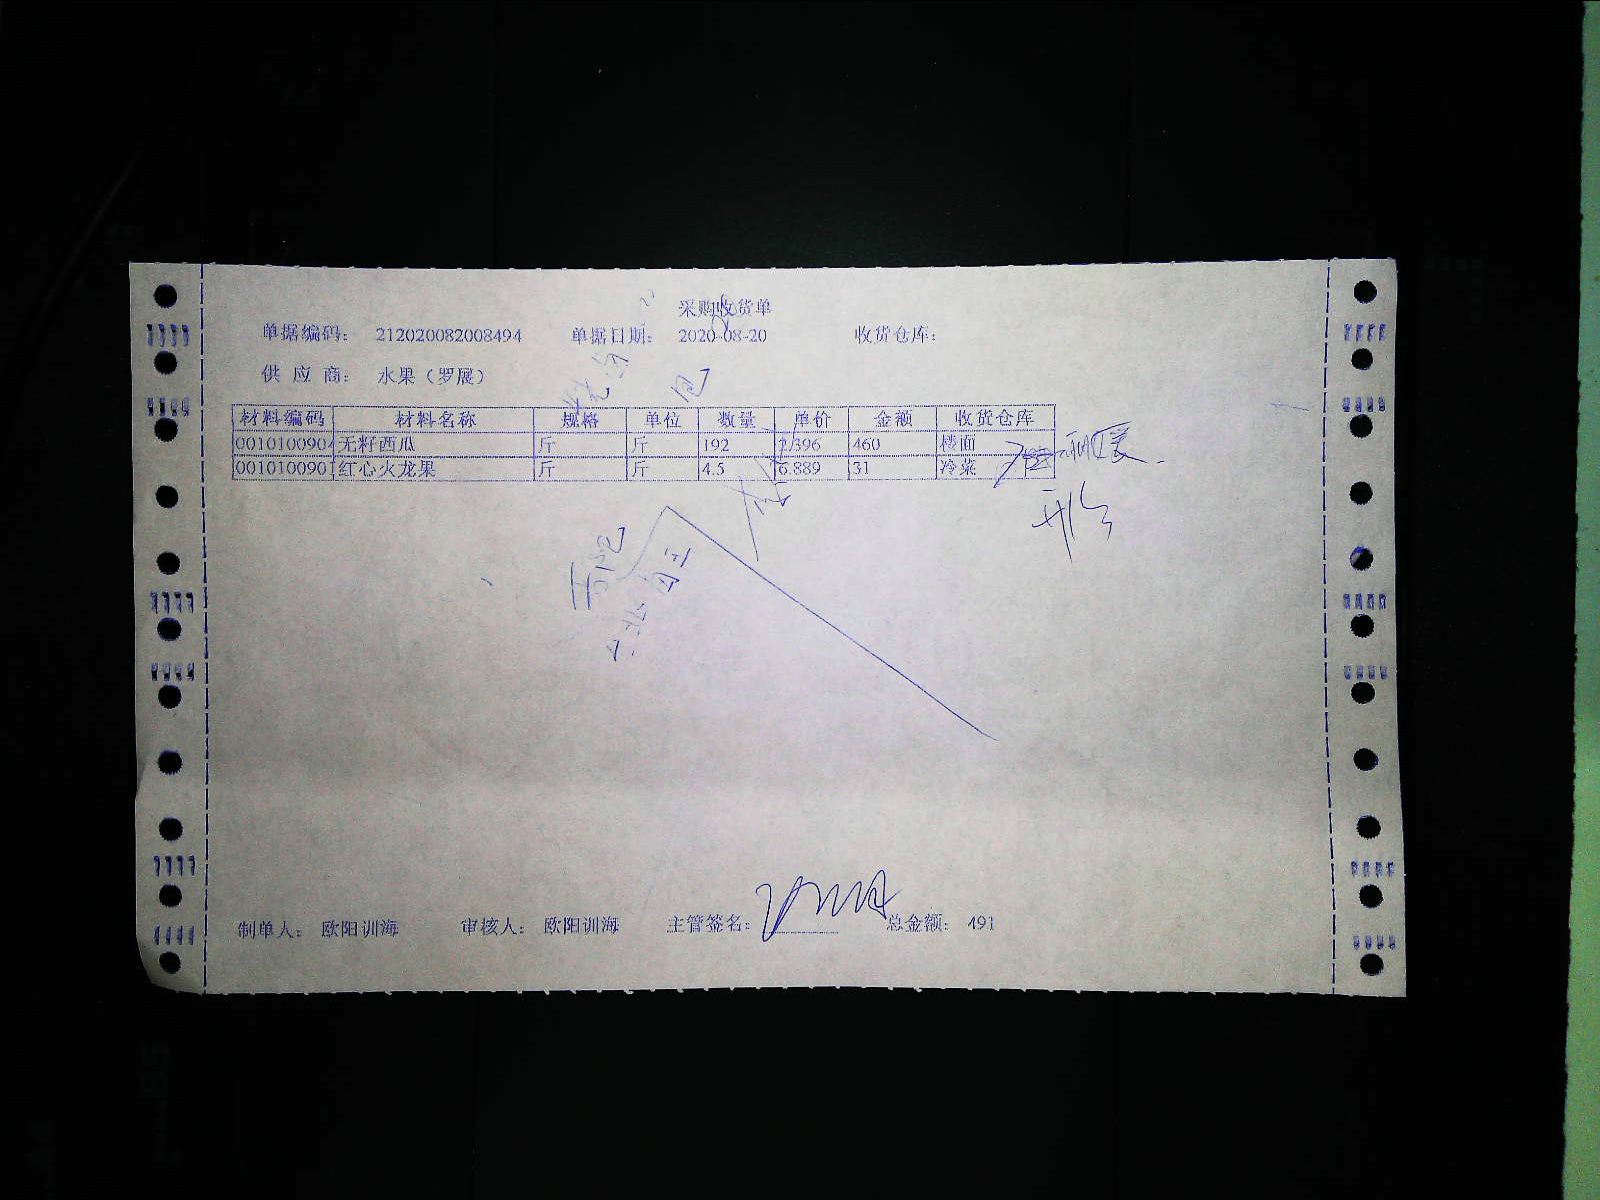 采购收货单
单据编码： 212020082008494 单据日期： 2020-08-20 收货仓库：
供 应 商： 水果（罗展）
材料编码 材料名称 规格 单位 数量 单价 金额 收货仓库
001010090 无籽西瓜 斤 斤 192 2.396 460 楼面
001010090 红心火龙果 斤 斤 4.5 6.889 31 冷菜
制单人： 欧阳训海 审核人： 欧阳训海 主管签名： 总金额： 491